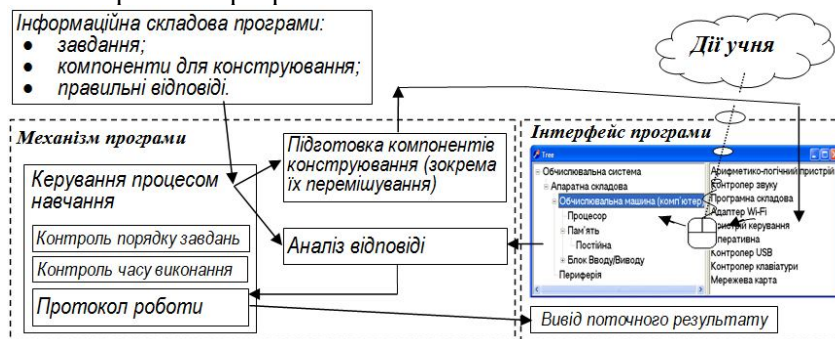 Інформаційна складова програми:
● завдання;
● компоненти для конструювання;
● правильні відповіді.
Дії учня
Механізм програми
Керування процесом
навчання
Контроль порядку завдань
Контроль часу виконання
Протокол роботи
Підготовка компонентів
конструювання (зокрема
їх перемішування)
Аналіз відповіді
Інтерфейс програми
Tree
Обчислювальна система
Апаратна складова
Обчислювальна машина (комп'ютер
Процесор
Пам'ять
Постійна
Блок Вводу/Виводу
Периферія
Арифметико-логічний пристрій
Контролер звуку
Програмна складова
Адаптер Wi-Fi
Пристрій керування
Оперативна
Контролер USB
Контролер клавіатури
Мережева карта
Вивід поточного результату